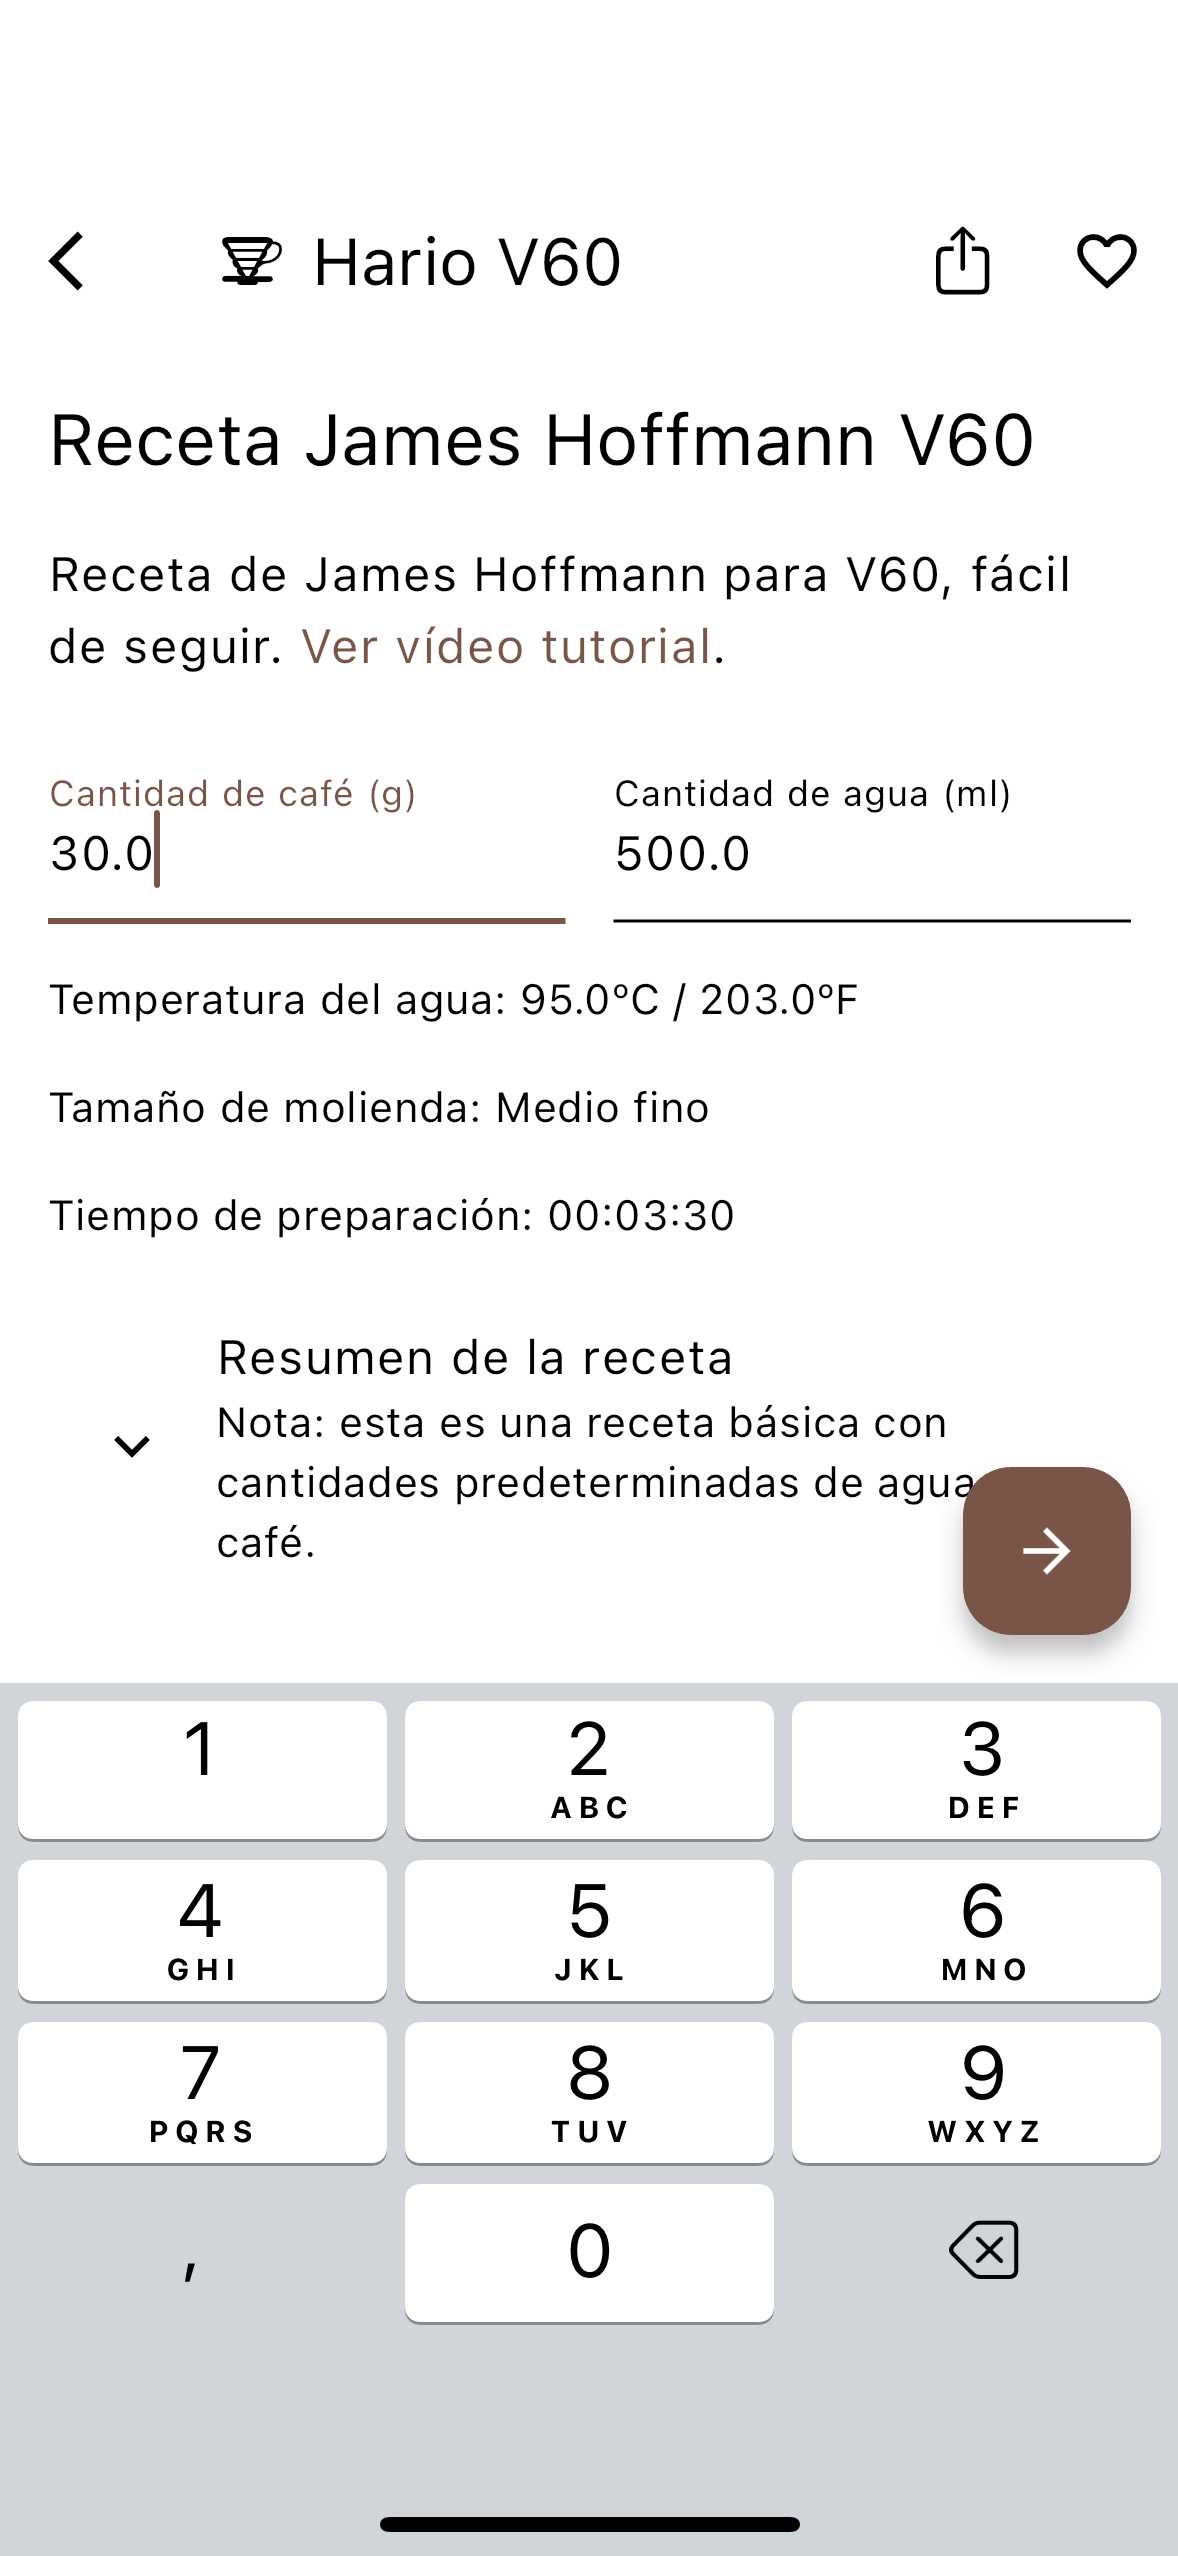 Hario V60
Receta James Hoffmann V60
Receta de James Hoffmann para V60, fácil
de seguir. Ver vídeo tutorial.
Cantidad de café (g)
30.0
Cantidad de agua (ml)
500.0
Temperatura del agua: 95.0ºC / 203.0ºF
Tamaño de molienda: Medio fino
Tiempo de preparación: 00:03:30
Resumen de la receta
Nota: esta es una receta básica con
cantidades predeterminadas de agua
café.
1
2
ABC
3
DEF
4
GHI
5
JKL
6
MNO
7
PQRS
8
TUV
9
WXYZ
,
0